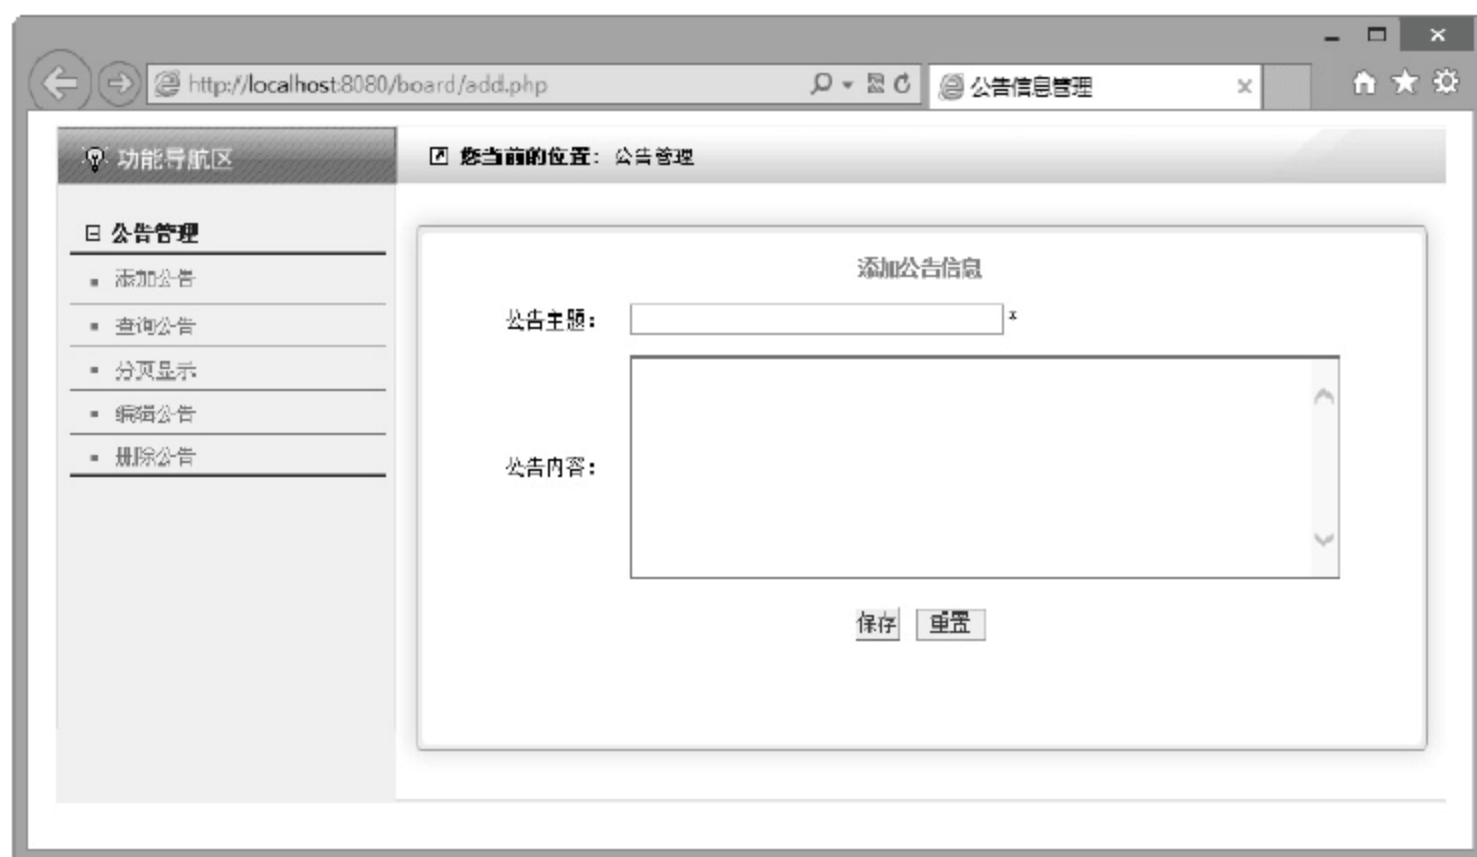 http://localhost:8080/board/add.php
公告信息管理
功能导航区
您当前的位置：公告管理
公告管理
添加公告
查询公告
分页显示
编辑公告
删除公告
添加公告信息
公告主题：
*
公告内容：
保存 重置